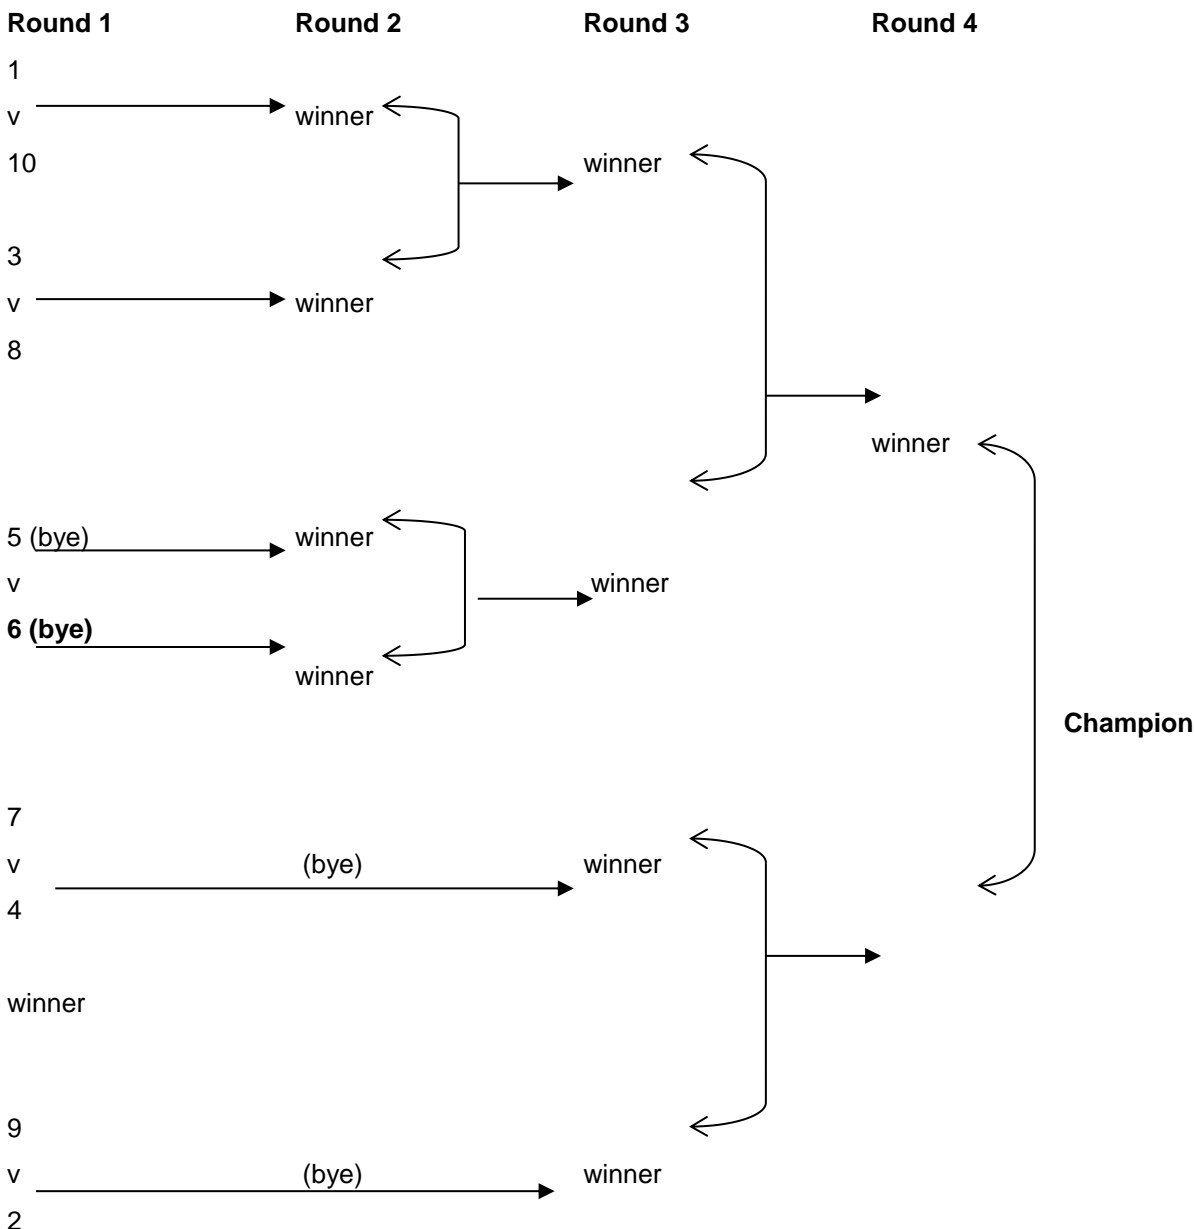 Round 1 Round 2 Round 3 Round 4
1
v winner
10 winner
3
v winner
8
winner
5 (bye) winner
v winner
6 (bye)
winner
Champion
7
v (bye) winner
4
winner
9
v (bye) winner
2